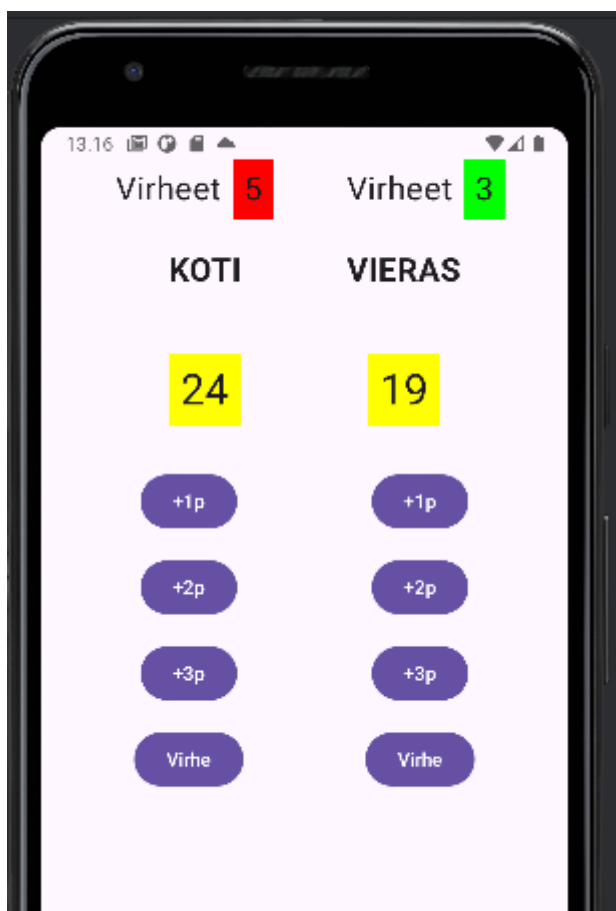 13.16
Virheet 5 Virheet 3
KOTI VIERAS
24 19
+1p +1p
+2p +2p
+3p +3p
Virhe Virhe